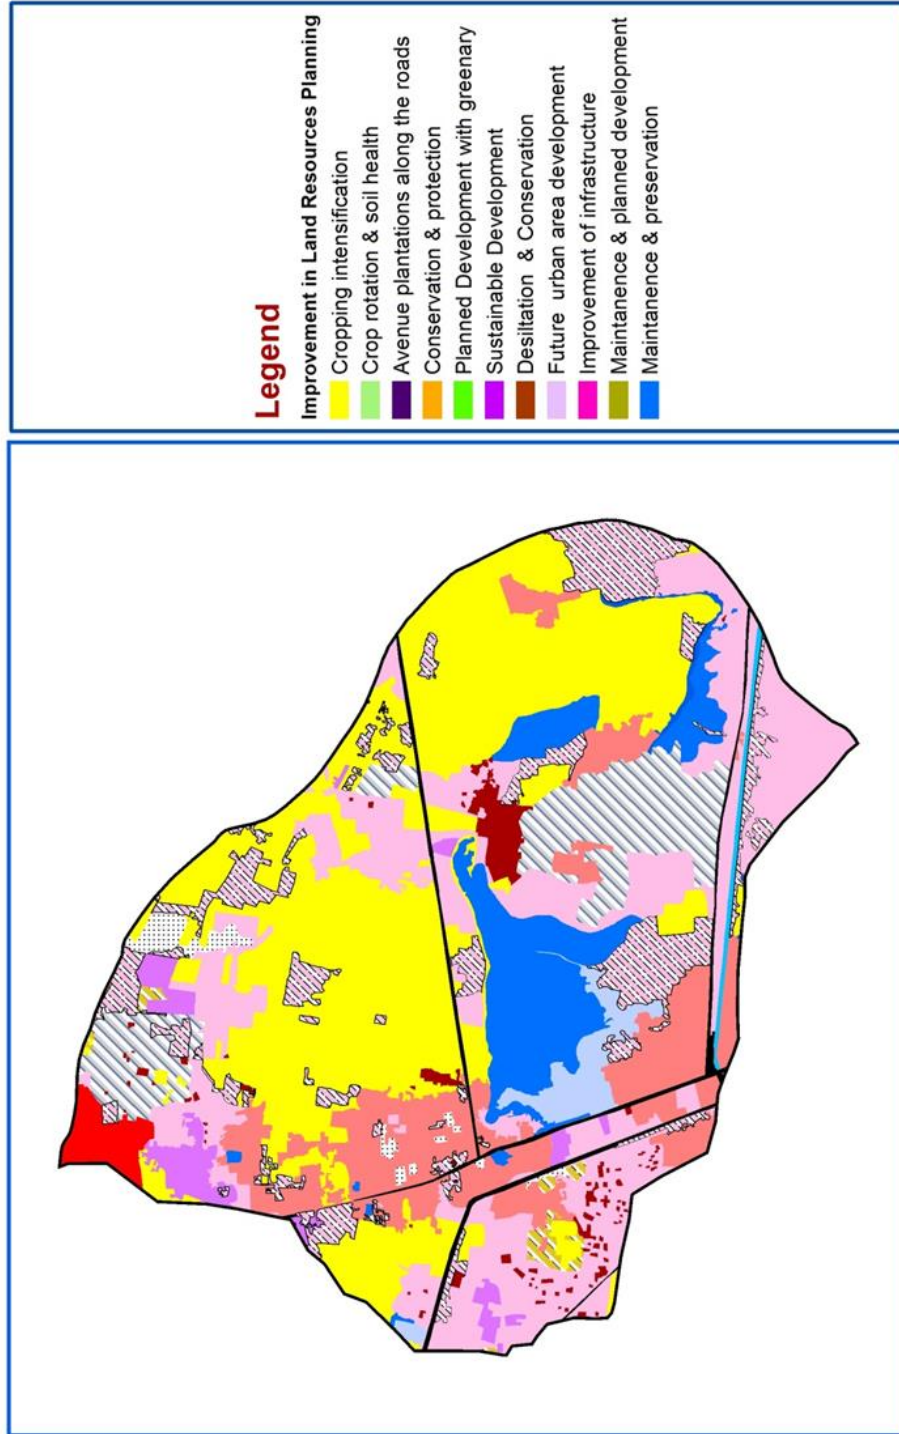 Legend
Improvement in Land Resources Planning
Cropping intensification
Crop rotation & soil health
Avenue plantations along the roads
Conservation & protection
Planned Development with greenary
Sustainable Development
Desiltation & Conservation
Future urban area development
Improvement of infrastructure
Maintanence & planned development
Maintanence & preservation